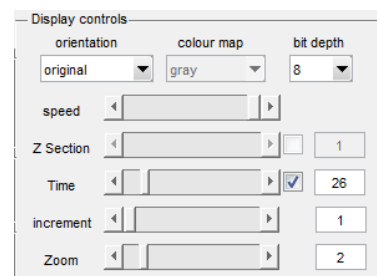 Display controls
orientation colour map bit depth
original gray 8
speed
Z Section 1
Time 26
increment 1
Zoom 2